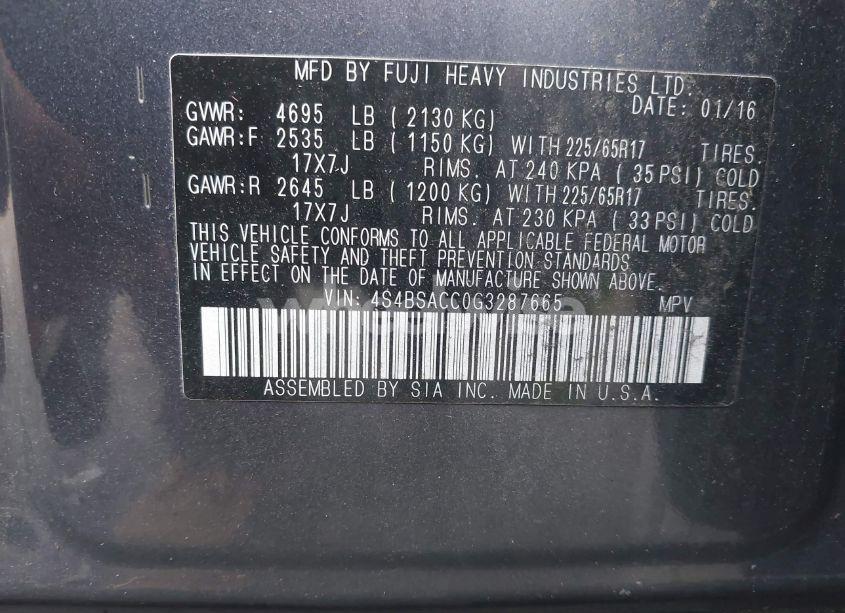 MFD BY FUJI HEAVY INDUSTRIES LTD.
DATE: 01/16
GVWR: 4695 LB ( 2130 KG)
GAWR:F 2535 LB ( 1150 KG) WITH 225/65R17 TIRES.
17X7J RIMS. AT 240 KPA ( 35 PSI) COLD
GAWR:R 2645 LB ( 1200 KG) WITH 225/65R17 TIRES.
17X7J RIMS. AT 230 KPA ( 33 PSI) COLD
THIS VEHICLE CONFORMS TO ALL APPLICABLE FEDERAL MOTOR
VEHICLE SAFETY AND THEFT PREVENTION STANDARDS
IN EFFECT ON THE DATE OF MANUFACTURE SHOWN ABOVE.
VIN: 4S4BSACC0G3287665 MPV
ASSEMBLED BY SIA INC. MADE IN U.S.A.